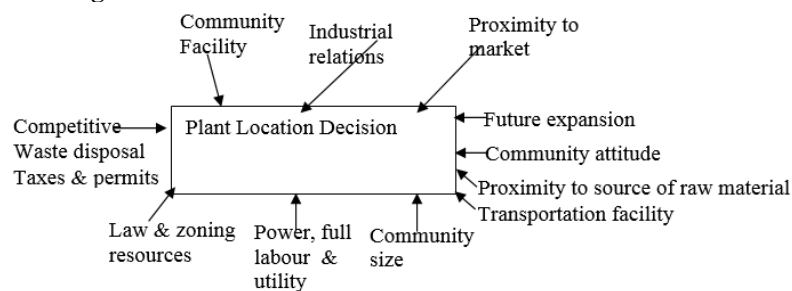 Community
Facility
Industrial
relations
Proximity to
market
Competitive
Waste disposal
Taxes & permits
Plant Location Decision
Future expansion
Community attitude
Proximity to source of raw material
Transportation facility
Law & zoning
resources
Power, full
labour & 
utility
Community
size